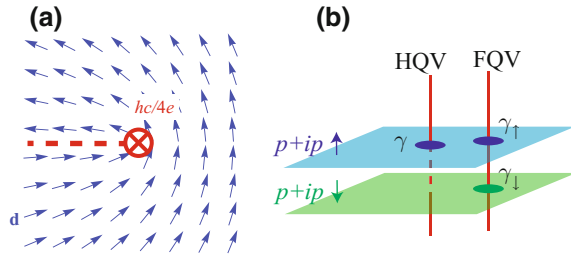 (a)
hc/4e
d
(b)
HQV FQV
p+ip ↑ γ γ↑
p+ip ↓ γ↓